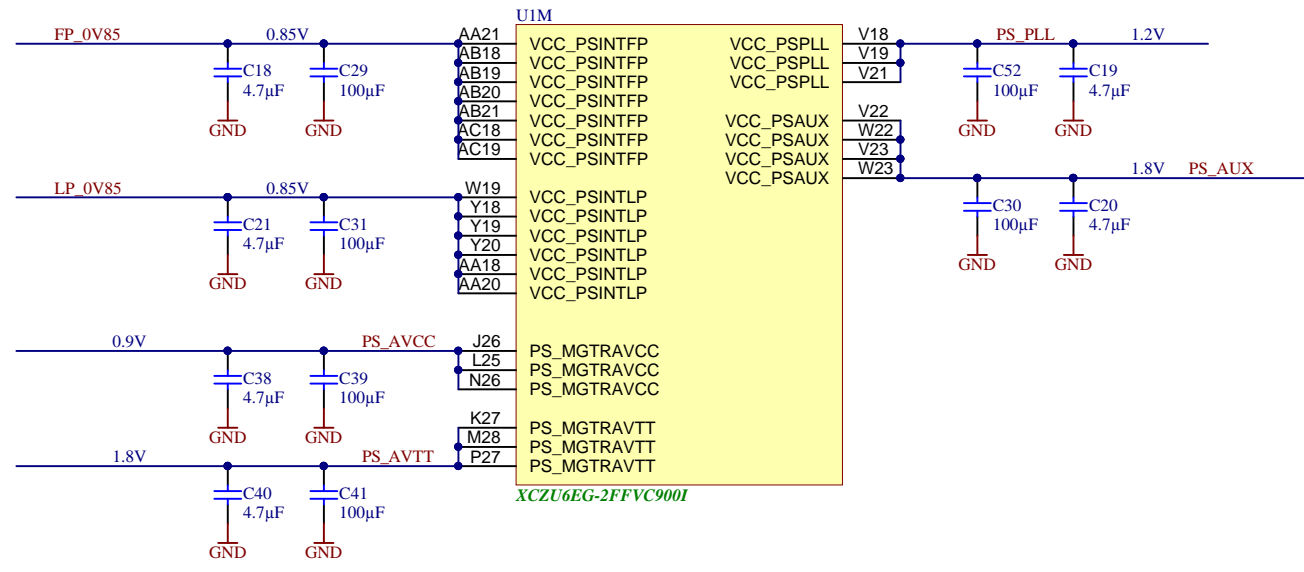 U1M
FP_0V85 0.85V
C18
4.7µF
GND
C29
100µF
GND
AA21 VCC_PSINTFP
AB18 VCC_PSINTFP
AB19 VCC_PSINTFP
AB20 VCC_PSINTFP
AB21 VCC_PSINTFP
AC18 VCC_PSINTFP
AC19 VCC_PSINTFP
LP_0V85 0.85V
C21
4.7µF
GND
C31
100µF
GND
W19 VCC_PSINTLP
Y18 VCC_PSINTLP
Y19 VCC_PSINTLP
Y20 VCC_PSINTLP
AA18 VCC_PSINTLP
AA20 VCC_PSINTLP
0.9V PS_AVCC
C38
4.7µF
GND
C39
100µF
GND
J26 PS_MGTRAVCC
L25 PS_MGTRAVCC
N26 PS_MGTRAVCC
1.8V PS_AVTT
C40
4.7µF
GND
C41
100µF
GND
K27 PS_MGTRAVTT
M28 PS_MGTRAVTT
P27 PS_MGTRAVTT
VCC_PSPLL V18
VCC_PSPLL V19
VCC_PSPLL V21
PS_PLL 1.2V
C52
100µF
GND
C19
4.7µF
GND
VCC_PSAUX V22
VCC_PSAUX W22
VCC_PSAUX V23
VCC_PSAUX W23
1.8V PS_AUX
C30
100µF
GND
C20
4.7µF
GND
XCZU6EG-2FFVC900I